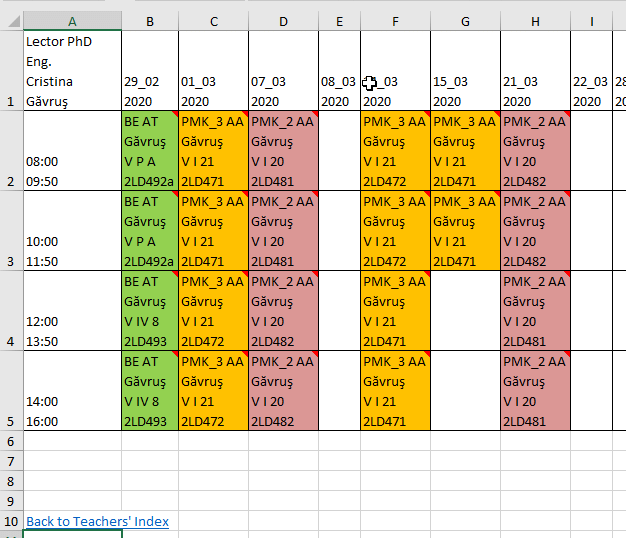 A B C D E F G H I
1 Lector PhD Eng. Cristina Găvruş 29_02 2020 01_03 2020 07_03 2020 08_03 2020 _03 2020 15_03 2020 21_03 2020 22_03 2020
2 08:00 09:50 BE AT Găvruş V P A 2LD492a PMK_3 AA Găvruş V I 21 2LD471 PMK_2 AA Găvruş V I 20 2LD481 PMK_3 AA Găvruş V I 21 2LD472 PMK_3 AA Găvruş V I 21 2LD471 PMK_2 AA Găvruş V I 20 2LD482
3 10:00 11:50 BE AT Găvruş V P A 2LD492a PMK_3 AA Găvruş V I 21 2LD471 PMK_2 AA Găvruş V I 20 2LD481 PMK_3 AA Găvruş V I 21 2LD472 PMK_3 AA Găvruş V I 21 2LD471 PMK_2 AA Găvruş V I 20 2LD482
4 12:00 13:50 BE AT Găvruş V IV 8 2LD493 PMK_3 AA Găvruş V I 21 2LD472 PMK_2 AA Găvruş V I 20 2LD482 PMK_3 AA Găvruş V I 21 2LD471 PMK_2 AA Găvruş V I 20 2LD481
5 14:00 16:00 BE AT Găvruş V IV 8 2LD493 PMK_3 AA Găvruş V I 21 2LD472 PMK_2 AA Găvruş V I 20 2LD482 PMK_3 AA Găvruş V I 21 2LD471 PMK_2 AA Găvruş V I 20 2LD481
6
7
8
9
10 Back to Teachers' Index